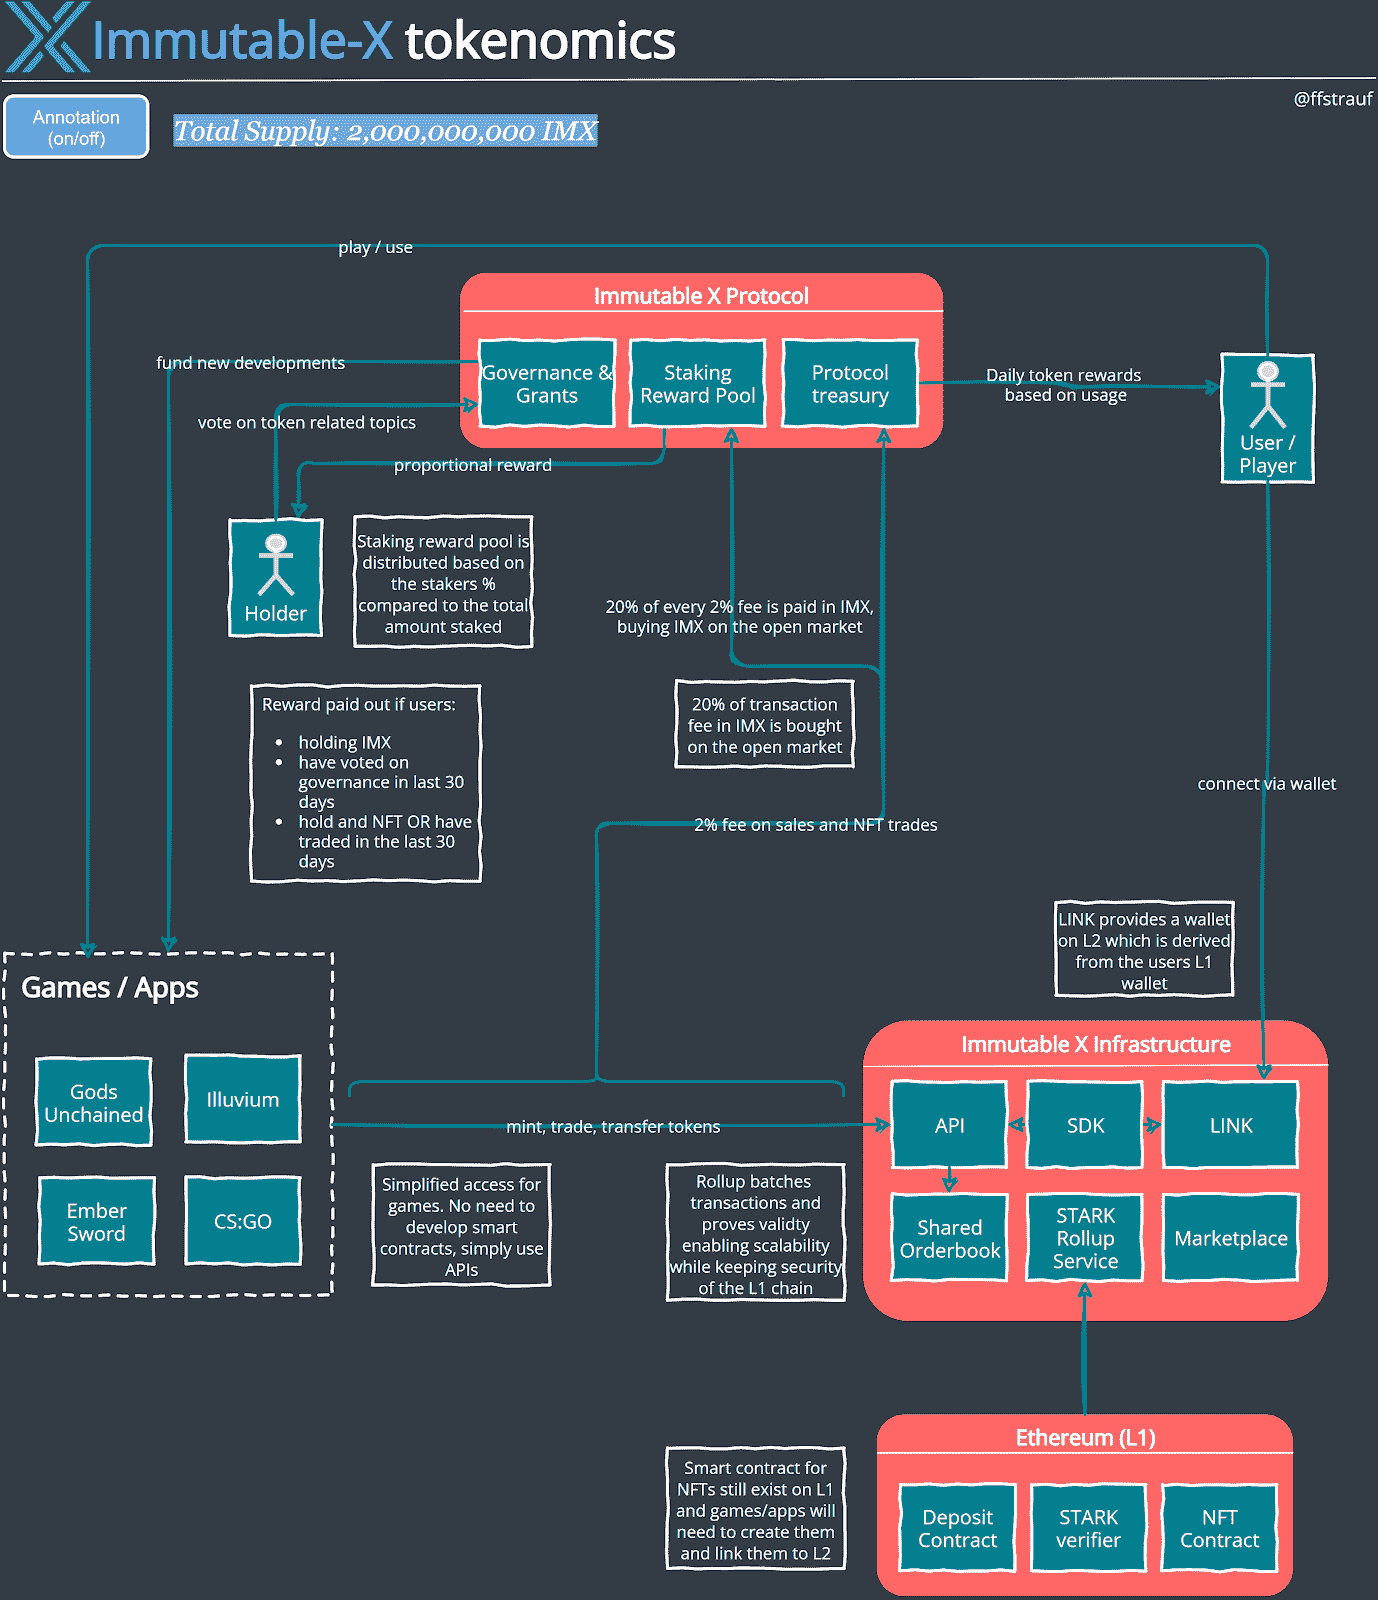 Immutable-X tokenomics
@ffstrauf
Annotation
(on/off)
Total Supply: 2,000,000,000 IMX
play / use
Immutable X Protocol
Governance &
Grants
Staking
Reward Pool
Protocol
treasury
fund new developments
vote on token related topics
proportional reward
Daily token rewards
based on usage
User /
Player
Holder
Staking reward pool is
distributed based on
the stakers %
compared to the total
amount staked
20% of every 2% fee is paid in IMX,
buying IMX on the open market
Reward paid out if users:
• holding IMX
• have voted on
governance in last 30
days
• hold and NFT OR have
traded in the last 30
days
20% of transaction
fee in IMX is bought
on the open market
2% fee on sales and NFT trades
connect via wallet
LINK provides a wallet
on L2 which is derived
from the users L1
wallet
Games / Apps
Gods
Unchained
Illuvium
Ember
Sword
CS:GO
mint, trade, transfer tokens
Simplified access for
games. No need to
develop smart
contracts, simply use
APIs
Rollup batches
transactions and
proves validty
enabling scalability
while keeping security
of the L1 chain
Immutable X Infrastructure
API
SDK
LINK
Shared
Orderbook
STARK
Rollup
Service
Marketplace
Smart contract for
NFTs still exist on L1
and games/apps will
need to create them
and link them to L2
Ethereum (L1)
Deposit
Contract
STARK
verifier
NFT
Contract